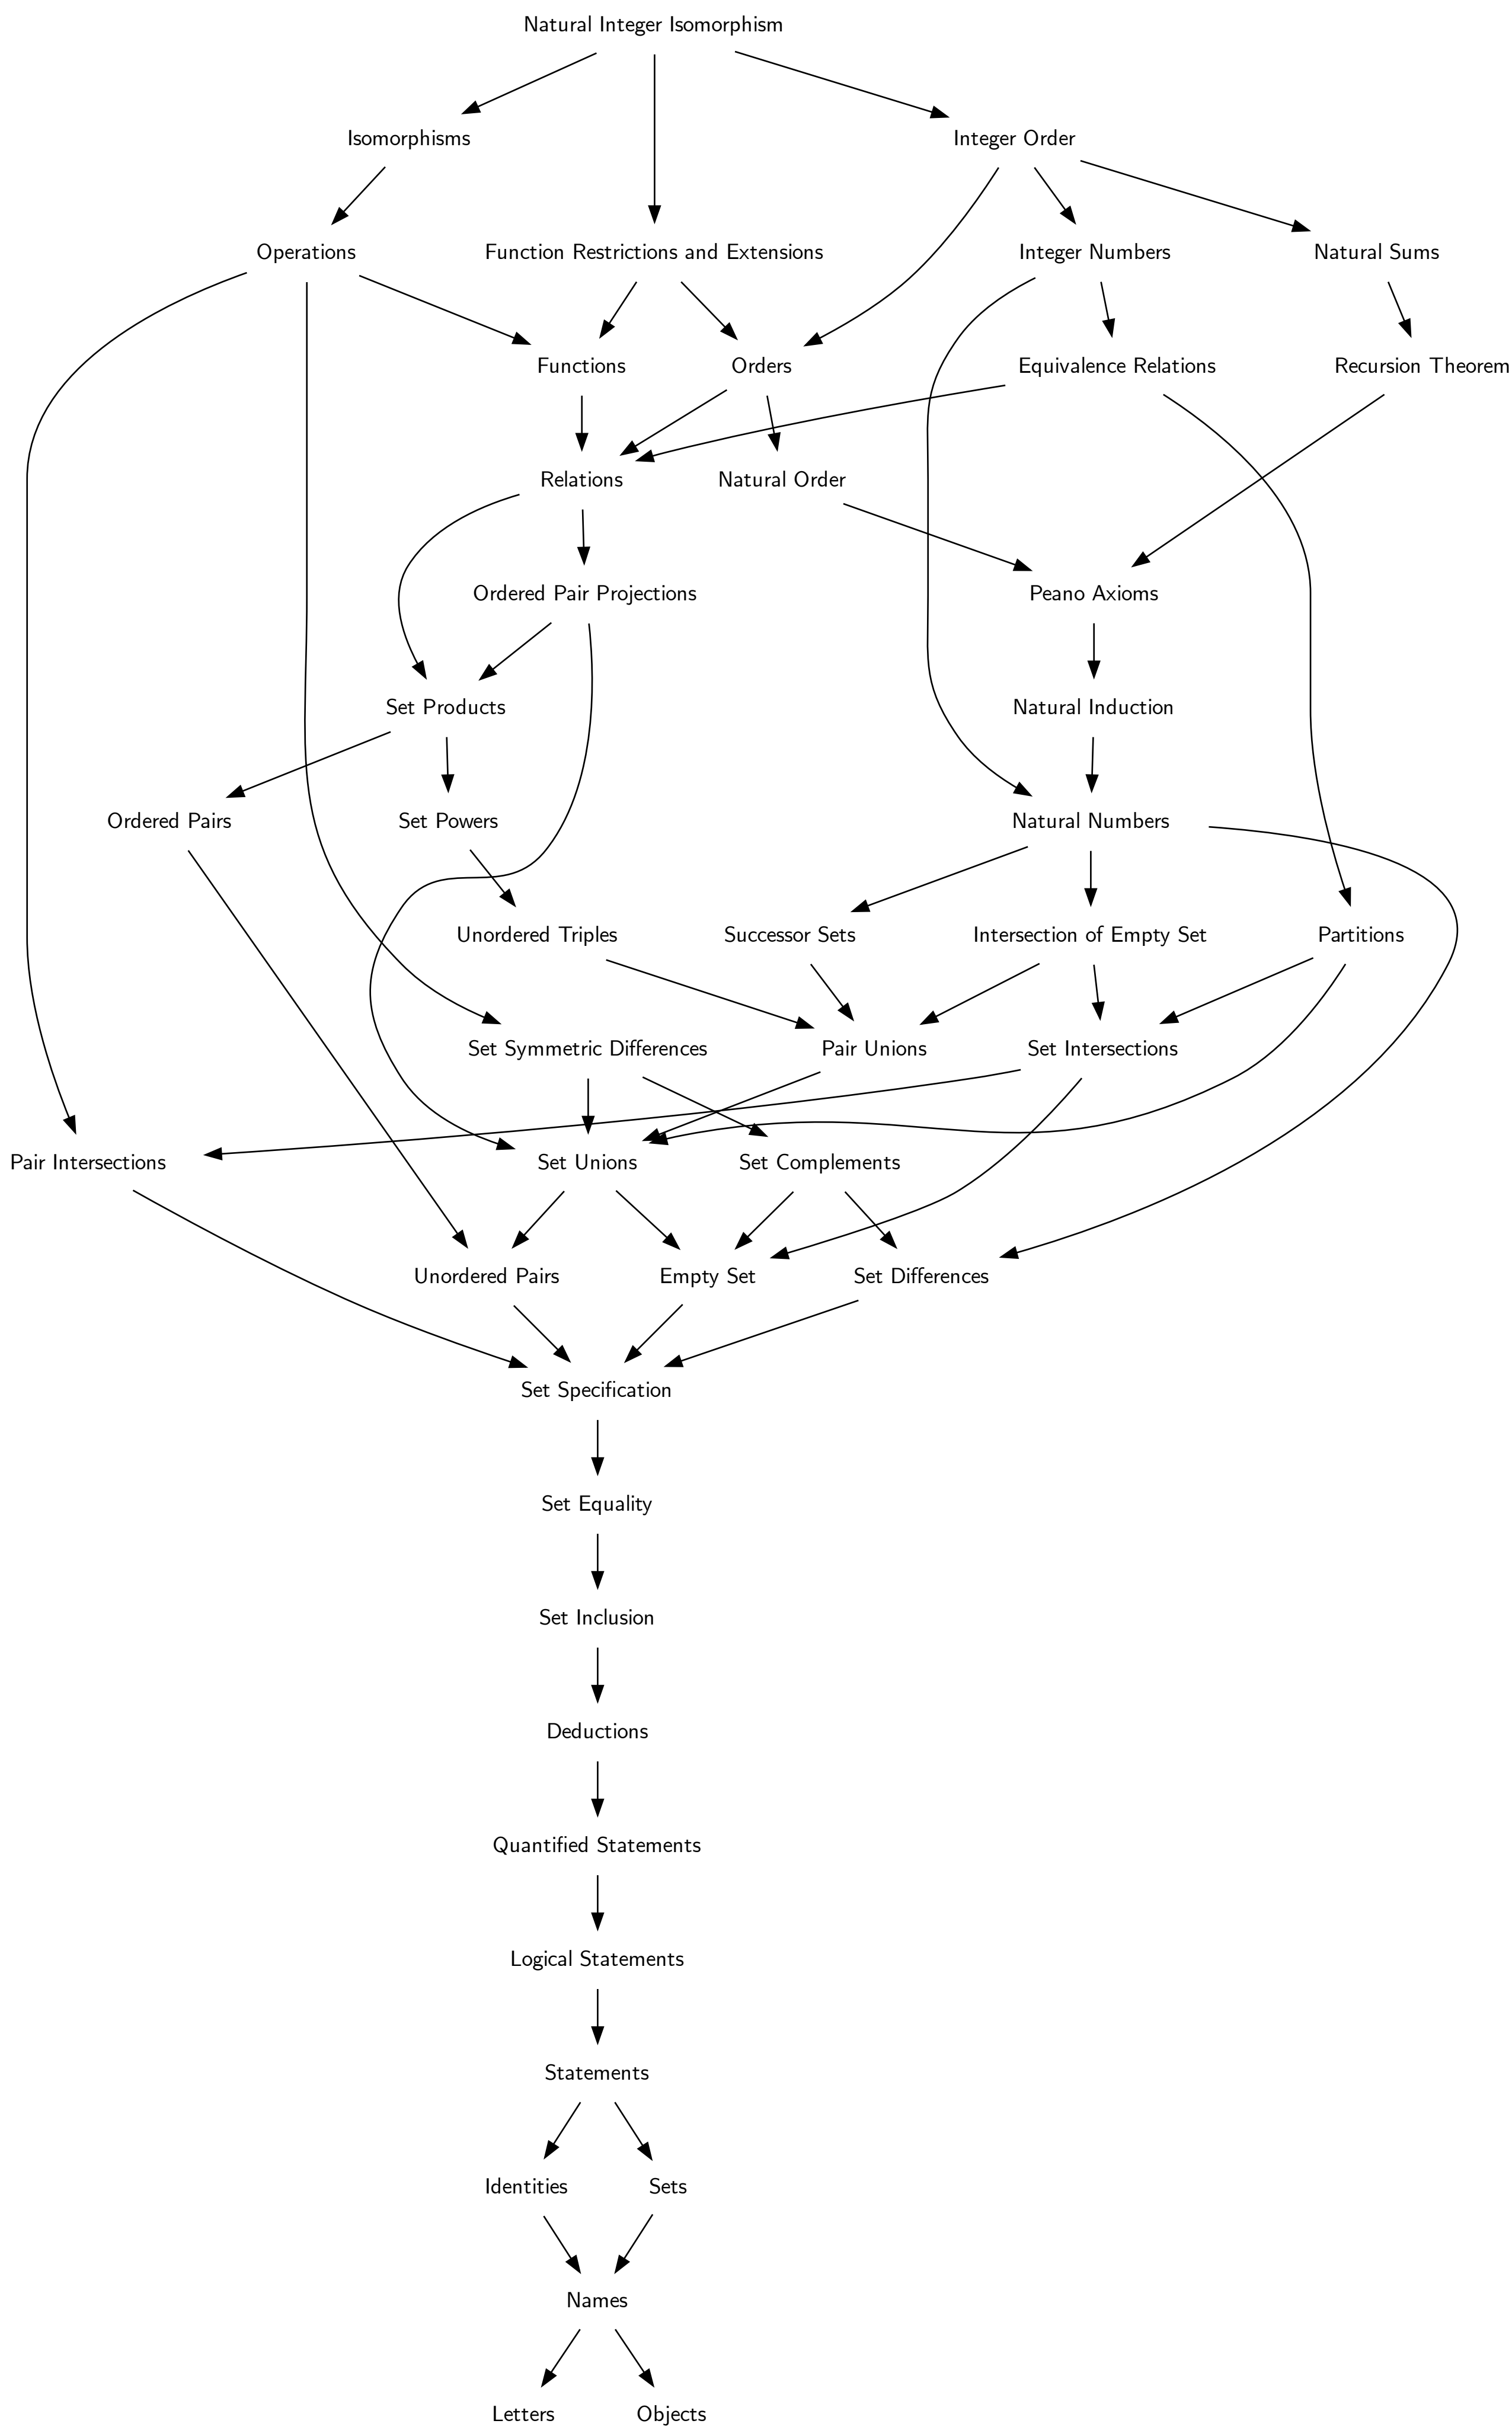 Natural Integer Isomorphism
Isomorphisms
Integer Order
Operations
Function Restrictions and Extensions
Integer Numbers
Natural Sums
Functions
Orders
Equivalence Relations
Recursion Theorem
Relations
Natural Order
Ordered Pair Projections
Peano Axioms
Set Products
Natural Induction
Ordered Pairs
Set Powers
Natural Numbers
Unordered Triples
Successor Sets
Intersection of Empty Set
Partitions
Set Symmetric Differences
Pair Unions
Set Intersections
Pair Intersections
Set Unions
Set Complements
Unordered Pairs
Empty Set
Set Differences
Set Specification
Set Equality
Set Inclusion
Deductions
Quantified Statements
Logical Statements
Statements
Identities
Sets
Names
Letters
Objects